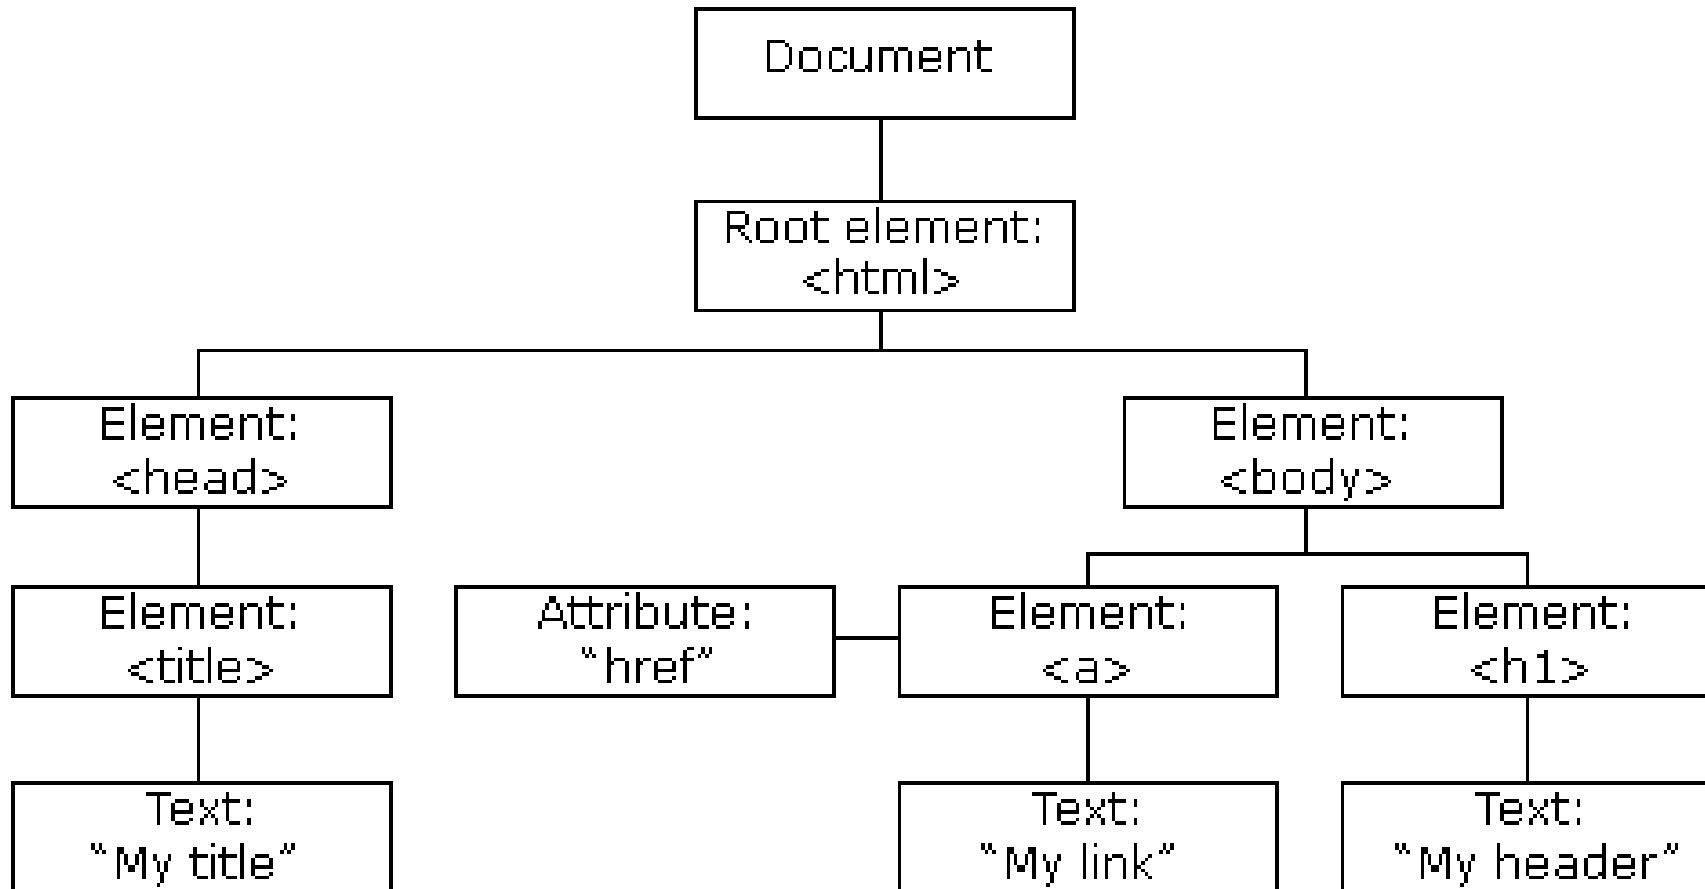 Document
Root element:
<html>
Element:
<head>
Element:
<body>
Element:
<title>
Attribute:
“href”
Element:
<a>
Element:
<h1>
Text:
“My title”
Text:
“My link”
Text:
“My header”